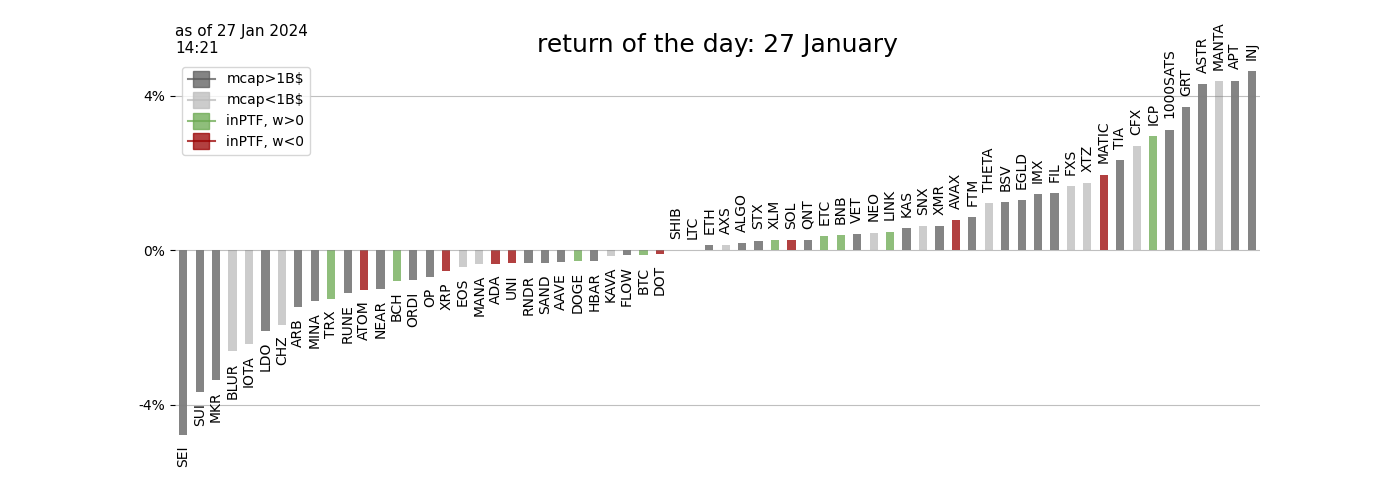 as of 27 Jan 2024
14:21
return of the day: 27 January
mcap>1B$
mcap<1B$
inPTF, w>0
inPTF, w<0
4%
0%
-4%
SEI
SUI
MKR
BLUR
IOTA
LDO
CHZ
ARB
MINA
TRX
RUNE
ATOM
NEAR
BCH
ORDI
OP
XRP
EOS
MANA
ADA
UNI
RNDR
SAND
AAVE
DOGE
HBAR
KAVA
FLOW
BTC
DOT
SHIB
LTC
ETH
AXS
ALGO
STX
XLM
SOL
QNT
ETC
BNB
VET
NEO
LINK
KAS
SNX
XMR
AVAX
FTM
THETA
BSV
EGLD
IMX
FIL
FXS
XTZ
MATIC
TIA
CFX
ICP
1000SATS
GRT
ASTR
MANTA
APT
INJ